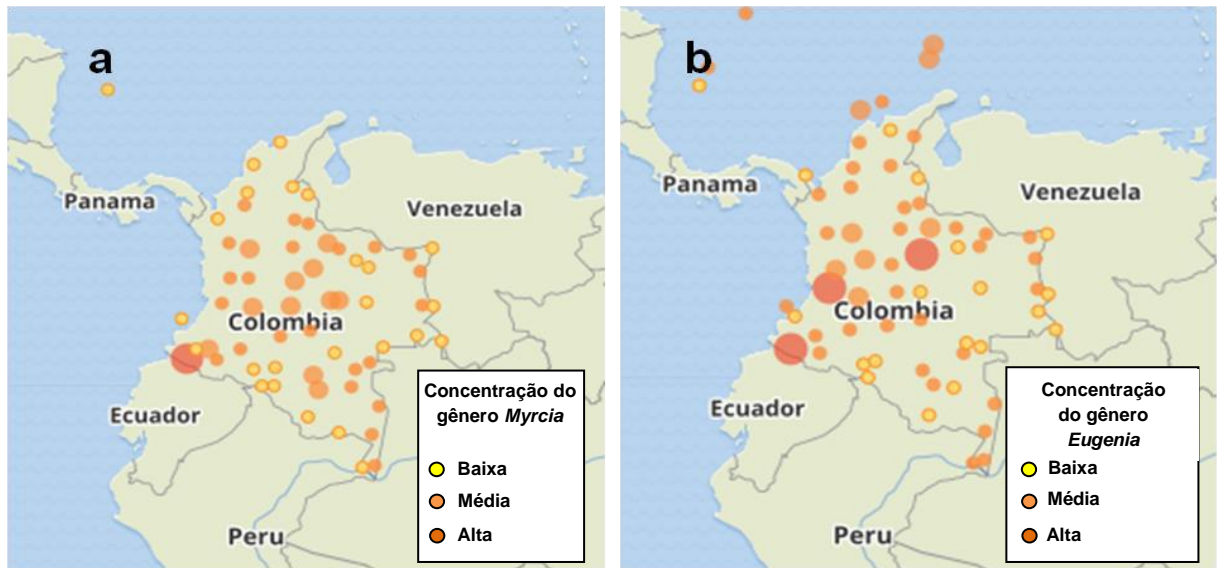 a
Panama
Venezuela
Colombia
Ecuador
Peru
Concentração do
gênero Myrcia
Baixa
Média
Alta
b
Panama
Venezuela
Colombia
Ecuador
Peru
Concentração
do gênero
Eugenia
Baixa
Média
Alta